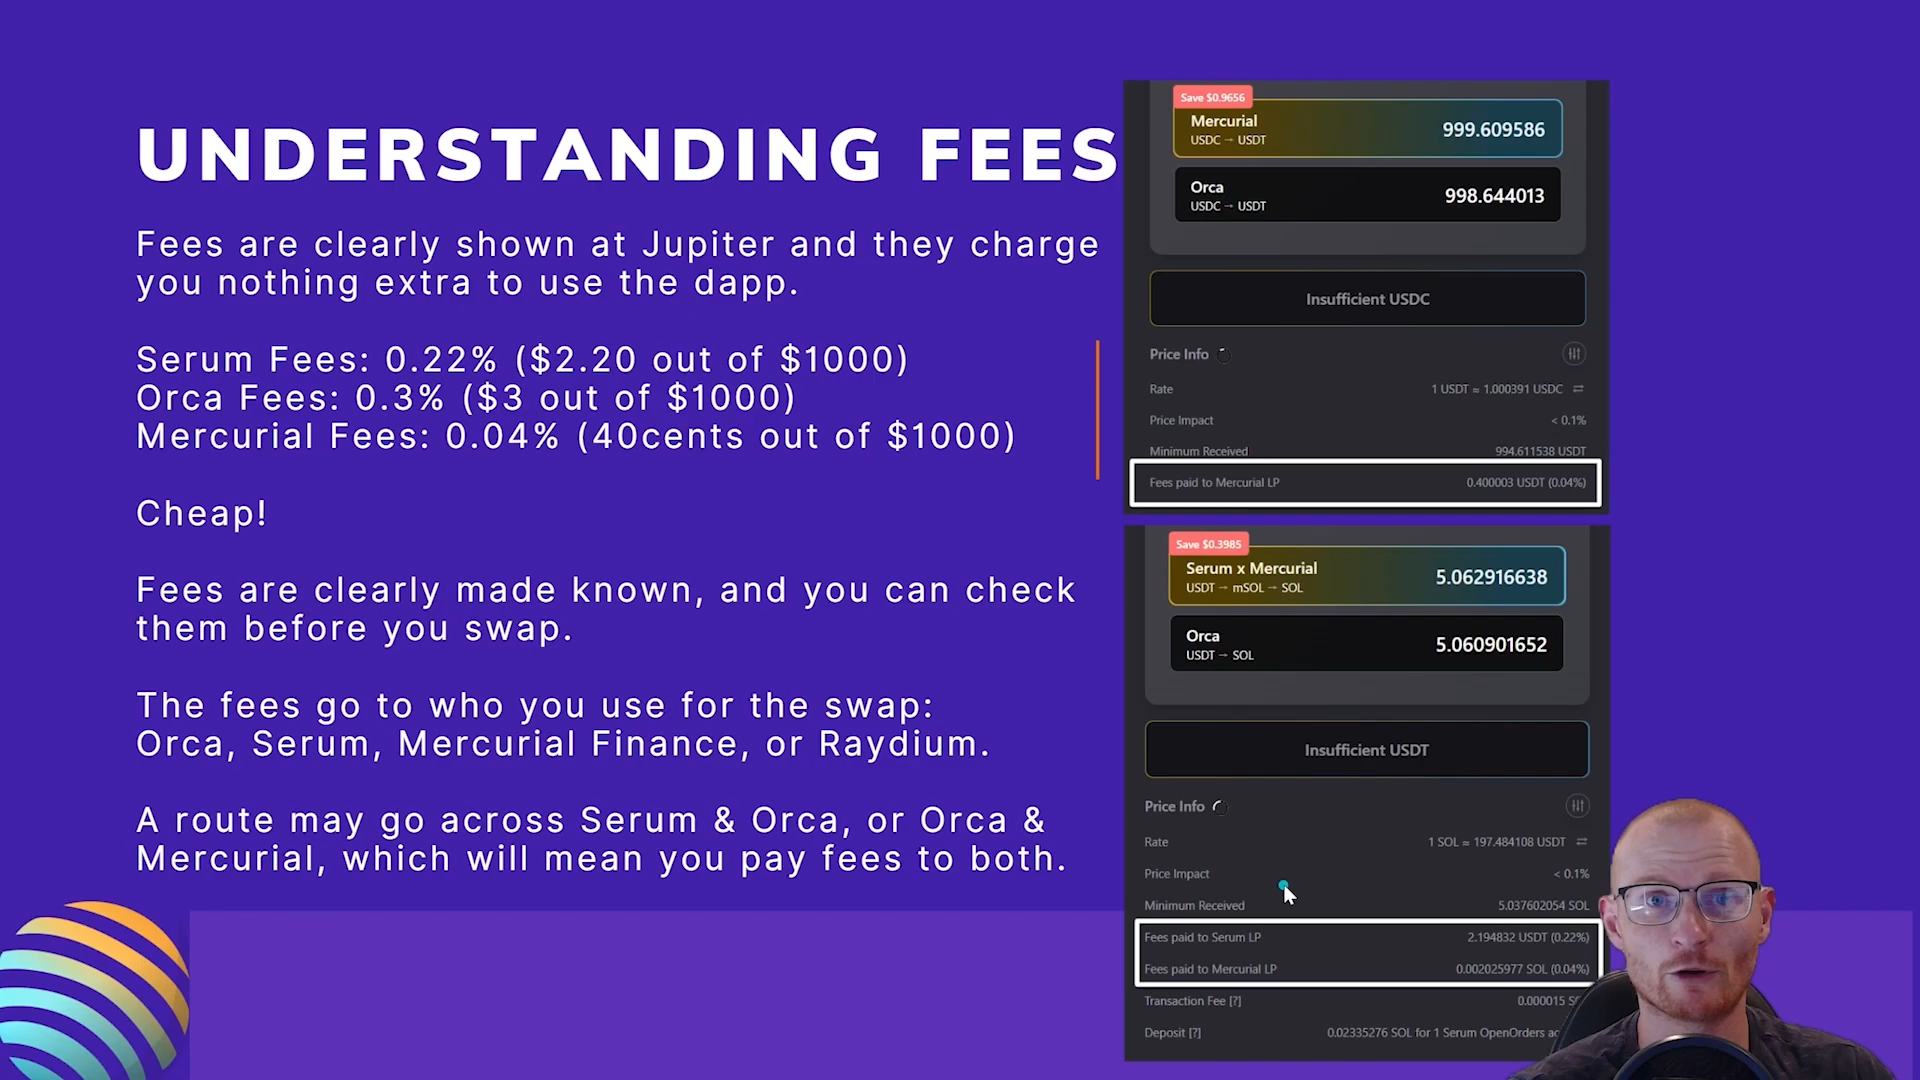 UNDERSTANDING FEES
Fees are clearly shown at Jupiter and they charge
you nothing extra to use the dapp.
Serum Fees: 0.22% ($2.20 out of $1000)
Orca Fees: 0.3% ($3 out of $1000)
Mercurial Fees: 0.04% (40cents out of $1000)
Cheap!
Fees are clearly made known, and you can check
them before you swap.
The fees go to who you use for the swap:
Orca, Serum, Mercurial Finance, or Raydium.
A route may go across Serum & Orca, or Orca &
Mercurial, which will mean you pay fees to both.
Save $0.9656
Mercurial 999.609586
USDC → USDT
Orca 998.644013
USDC → USDT
Insufficient USDC
Price Info
Rate 1 USDT ≈ 1.000391 USDC
Price Impact < 0.1%
Minimum Received 994.611538 USDT
Fees paid to Mercurial LP 0.400003 USDT (0.04%)
Save $0.3985
Serum x Mercurial 5.062916638
USDT → mSOL → SOL
Orca 5.060901652
USDT → SOL
Insufficient USDT
Price Info
Rate 1 SOL ≈ 197.484108 USDT
Price Impact < 0.1%
Minimum Received 5.037602054 SOL
Fees paid to Serum LP 2.194832 USDT (0.22%)
Fees paid to Mercurial LP 0.002025977 SOL (0.04%)
Transaction Fee [?] 0.000015
Deposit [?] 0.02335276 SOL for 1 Serum OpenOrders